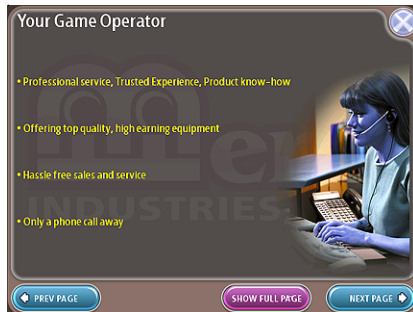 Your Game Operator
• Professional service, Trusted Experience, Product know-how
• Offering top quality, high earning equipment
• Hassle free sales and service
• Only a phone call away
INDUSTRIES
PREV PAGE
SHOW FULL PAGE
NEXT PAGE